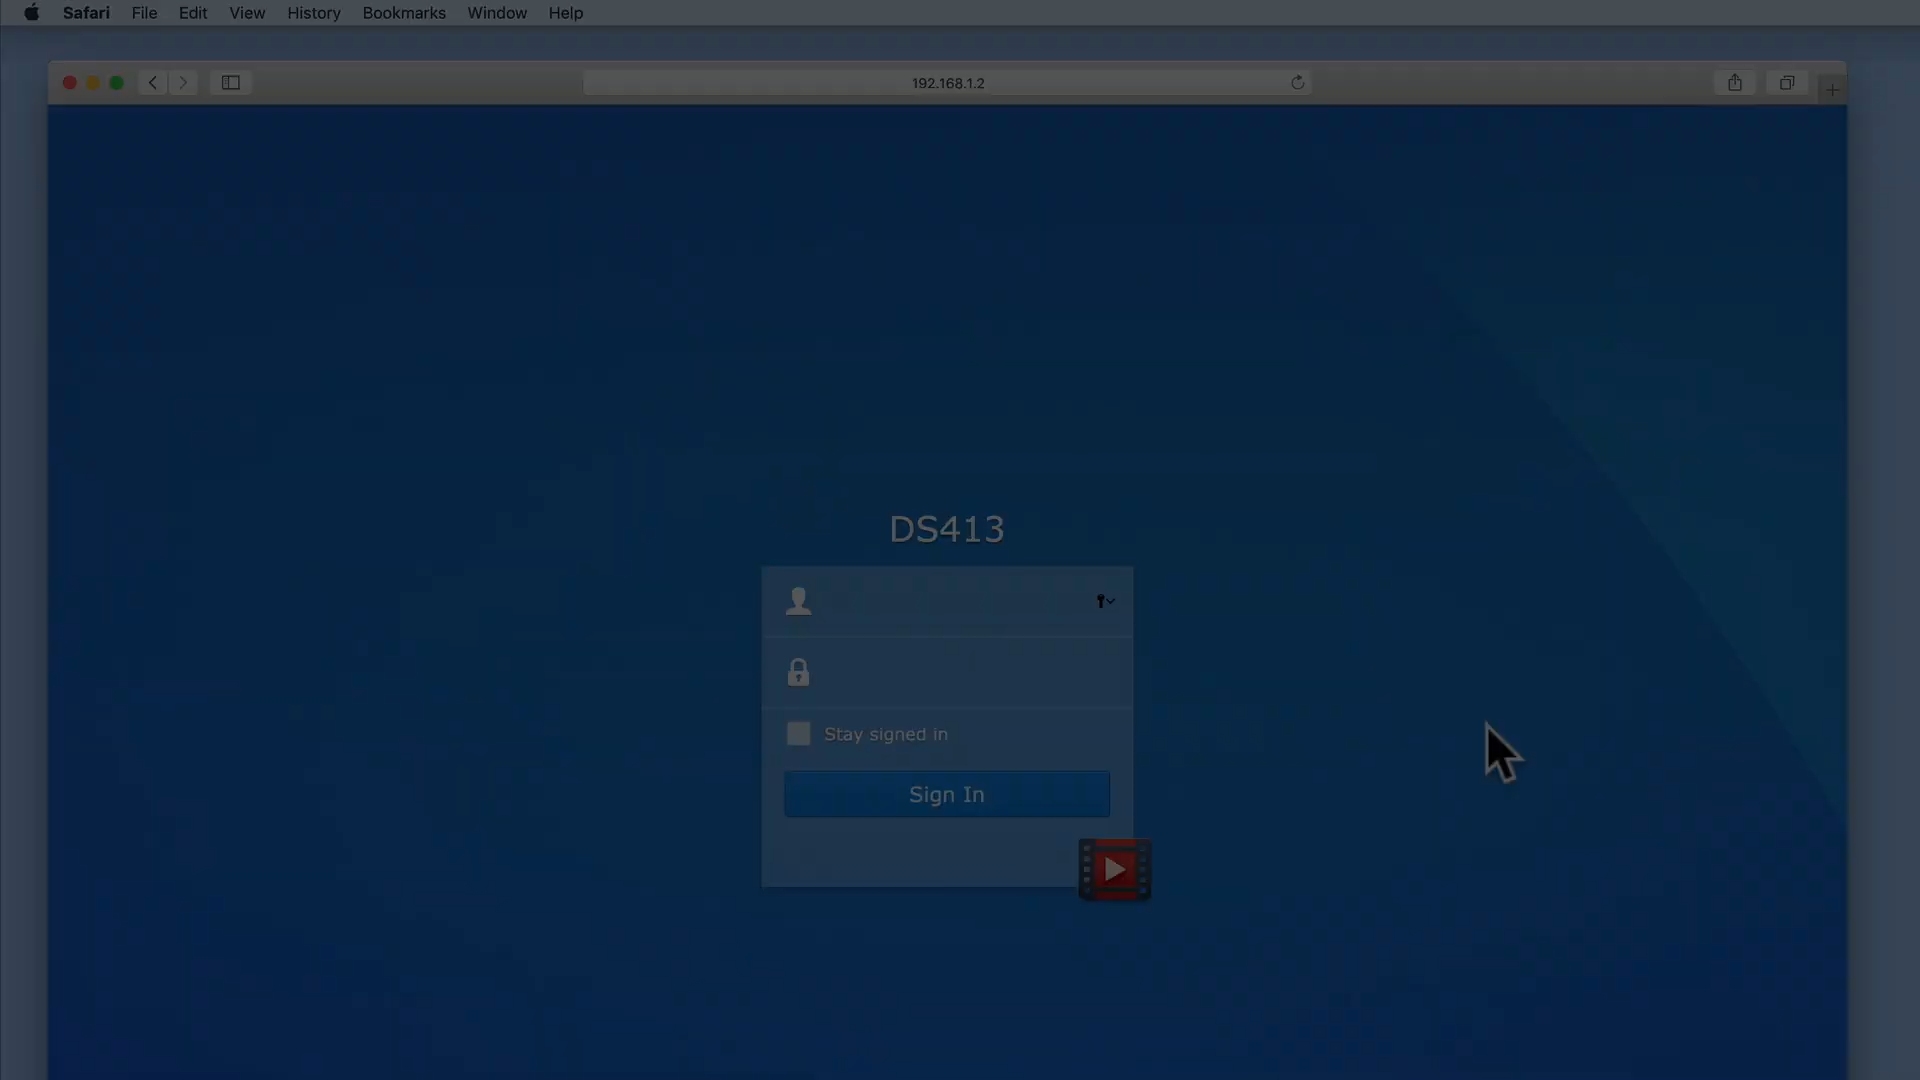 Safari File Edit View History Bookmarks Window Help
192.168.1.2
DS413
Stay signed in
Sign In